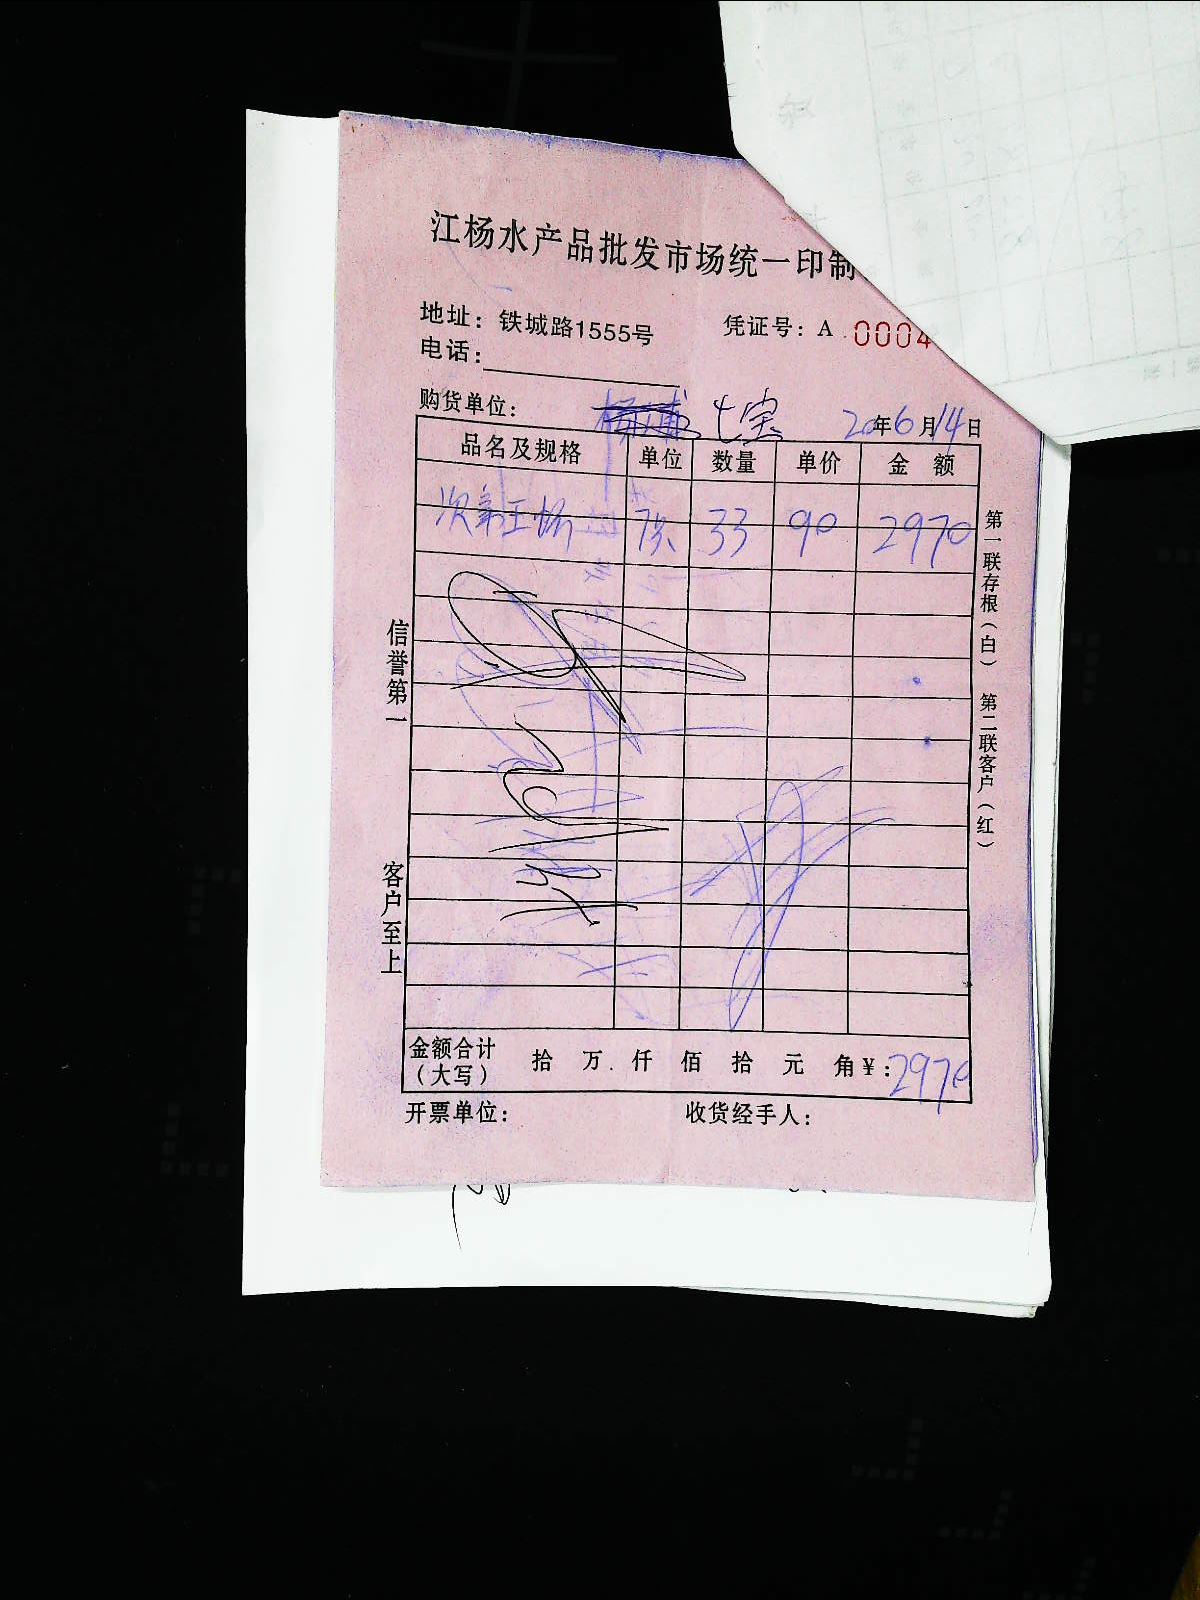 江杨水产品批发市场统一印制
地址：铁城路1555号 凭证号：A 0004
电话：
购货单位： 七宝 20年6月14日
品名及规格 单位 数量 单价 金额
33 90 2970
第一联存根（白） 第二联客户（红）
信誉第一
客户至上
金额合计（大写） 拾 万 仟 佰 拾 元 角 ¥：2970
开票单位： 收货经手人：